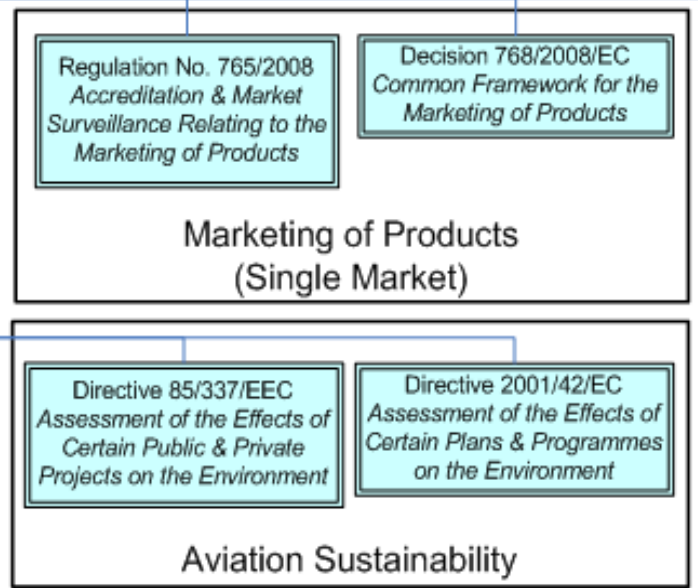 Regulation No. 765/2008
Accreditation & Market
Surveillance Relating to the
Marketing of Products
Decision 768/2008/EC
Common Framework for the
Marketing of Products
Marketing of Products
(Single Market)
Directive 85/337/EEC
Assessment of the Effects of
Certain Public & Private
Projects on the Environment
Directive 2001/42/EC
Assessment of the Effects of
Certain Plans & Programmes
on the Environment
Aviation Sustainability